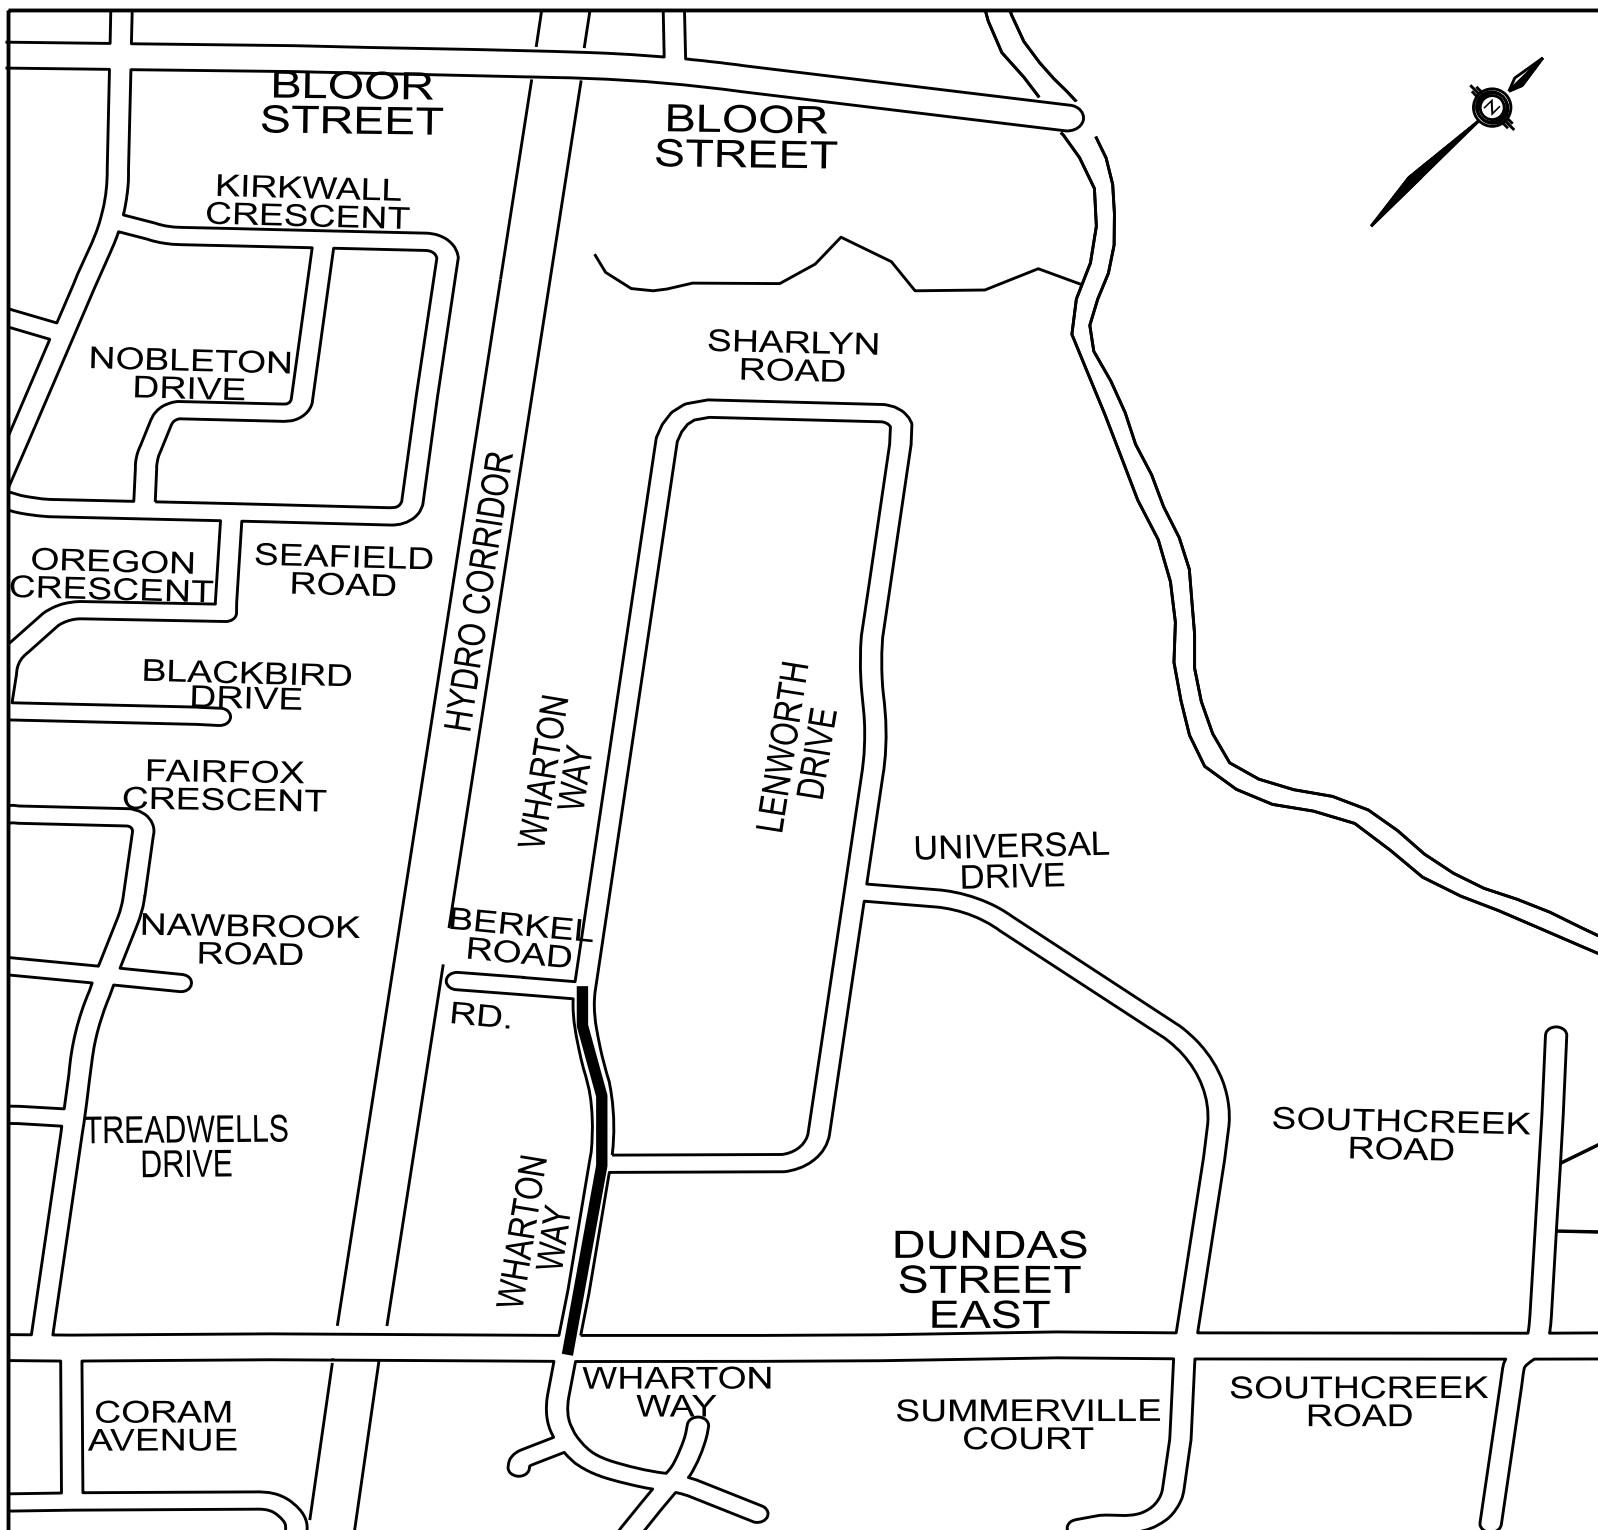 BLOOR
STREET
BLOOR
STREET
N
KIRKWALL
CRESCENT
NOBLETON
DRIVE
SHARLYN
ROAD
HYDRO CORRIDOR
OREGON
CRESCENT
SEAFIELD
ROAD
BLACKBIRD
DRIVE
WHARTON
WAY
LENWORTH
DRIVE
FAIRFOX
CRESCENT
UNIVERSAL
DRIVE
NAWBROOK
ROAD
BERKEL
ROAD
RD.
TREADWELLS
DRIVE
SOUTHCREEK
ROAD
WHARTON
WAY
DUNDAS
STREET
EAST
WHARTON
WAY
CORAM
AVENUE
SUMMERVILLE
COURT
SOUTHCREEK
ROAD